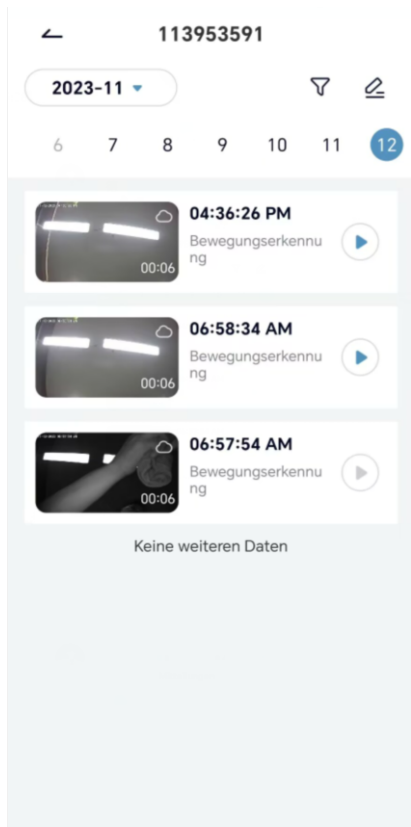 113953591
2023-11
6 7 8 9 10 11 12
04:36:26 PM
Bewegungserkennu
ng
00:06
06:58:34 AM
Bewegungserkennu
ng
00:06
06:57:54 AM
Bewegungserkennu
ng
00:06
Keine weiteren Daten